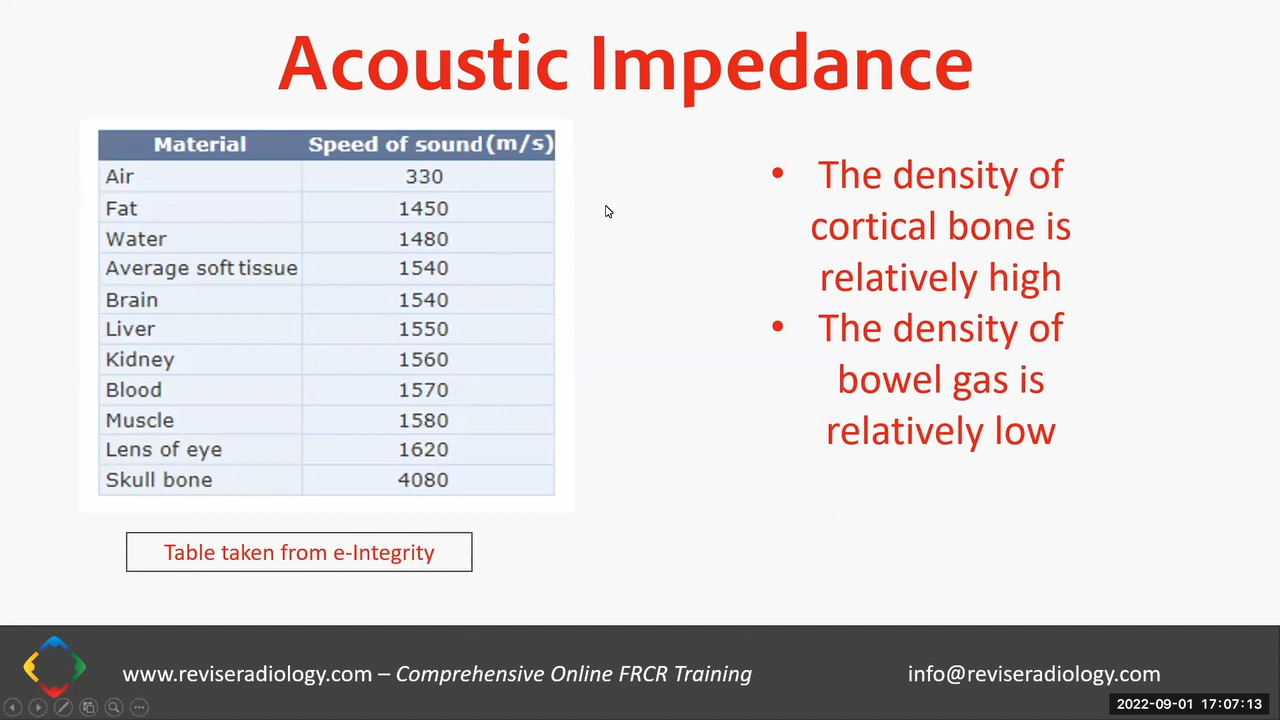 Acoustic Impedance
Material Speed of sound (m/s)
Air 330
Fat 1450
Water 1480
Average soft tissue 1540
Brain 1540
Liver 1550
Kidney 1560
Blood 1570
Muscle 1580
Lens of eye 1620
Skull bone 4080
Table taken from e-Integrity
• The density of
cortical bone is
relatively high
• The density of
bowel gas is
relatively low
www.reviseradiology.com – Comprehensive Online FRCR Training
info@reviseradiology.com
2022-09-01 17:07:13